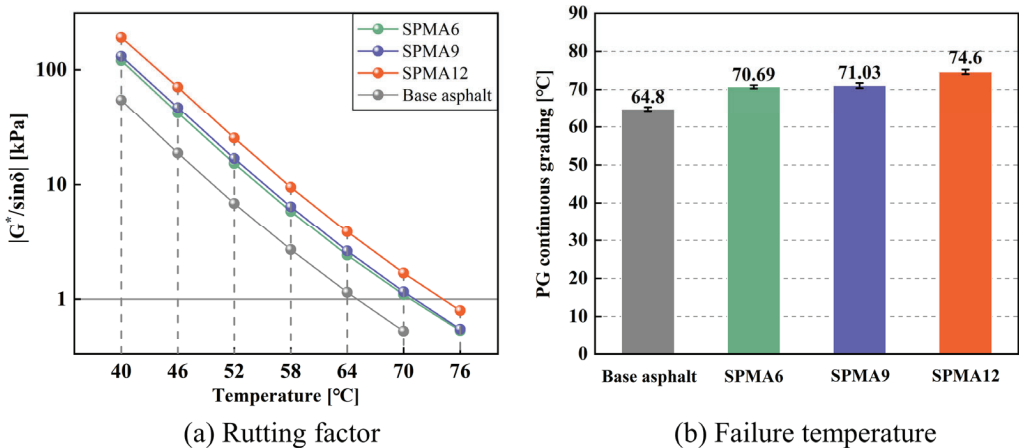 SPMA6
SPMA9
SPMA12
Base asphalt
100
10
1
|G*/sinδ| [kPa]
40 46 52 58 64 70 76
Temperature [°C]
(a) Rutting factor
90
80
70
60
50
40
30
20
10
0
PG continuous grading [°C]
64.8
70.69
71.03
74.6
Base asphalt SPMA6 SPMA9 SPMA12
(b) Failure temperature